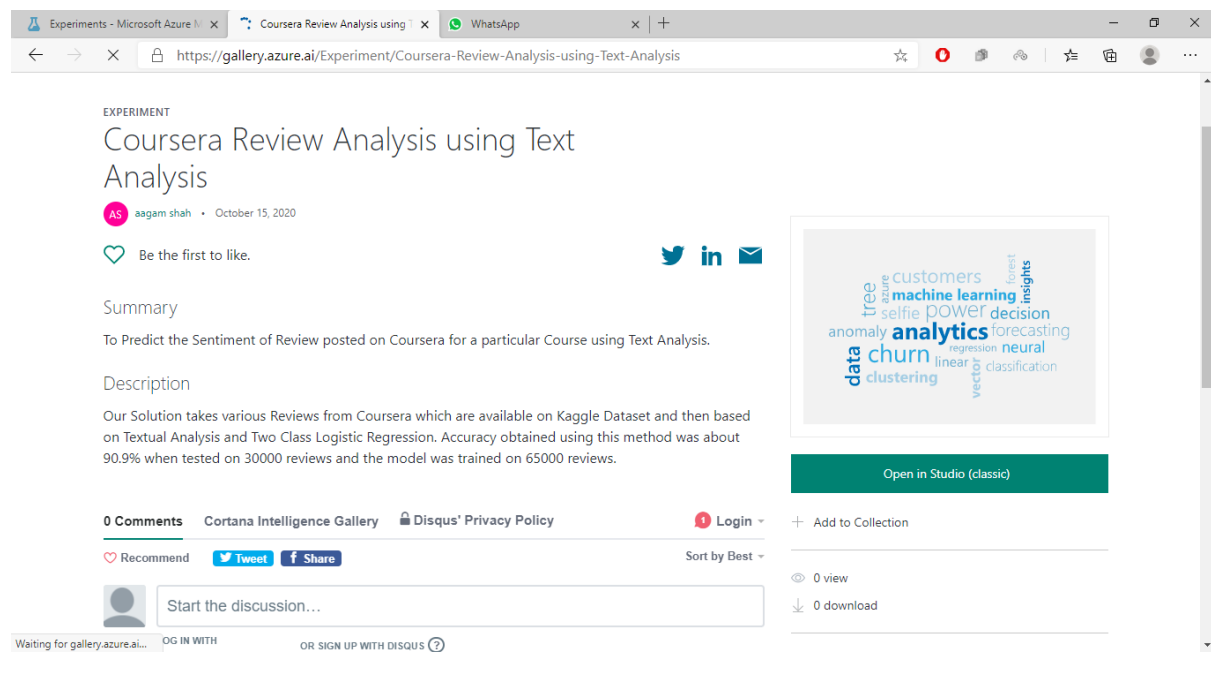 Experiments - Microsoft Azure M
Coursera Review Analysis using T
WhatsApp
https://gallery.azure.ai/Experiment/Coursera-Review-Analysis-using-Text-Analysis
EXPERIMENT
Coursera Review Analysis using Text
Analysis
AS aagam shah • October 15, 2020
Be the first to like.
Summary
To Predict the Sentiment of Review posted on Coursera for a particular Course using Text Analysis.
Description
Our Solution takes various Reviews from Coursera which are available on Kaggle Dataset and then based
on Textual Analysis and Two Class Logistic Regression. Accuracy obtained using this method was about
90.9% when tested on 30000 reviews and the model was trained on 65000 reviews.
0 Comments Cortana Intelligence Gallery Disqus' Privacy Policy 1 Login
Recommend Tweet f Share Sort by Best
Start the discussion…
OG IN WITH
OR SIGN UP WITH DISQUS ?
Waiting for gallery.azure.ai...
tree
azure
customers
forest
insights
machine learning
selfie power decision
anomaly analytics forecasting
data
churn
regression neural
linear
vector
classification
clustering
Open in Studio (classic)
Add to Collection
0 view
0 download